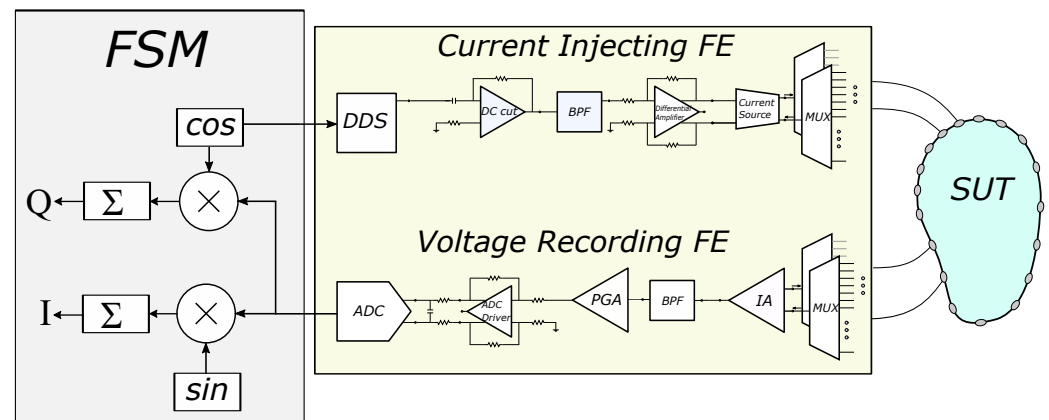 FSM
Current Injecting FE
cos
DDS
DC cut
BPF
Differential
Amplifier
Current
Source
MUX
Q
Σ
×
SUT
Voltage Recording FE
I
Σ
×
sin
ADC
ADC
Driver
PGA
BPF
IA
MUX